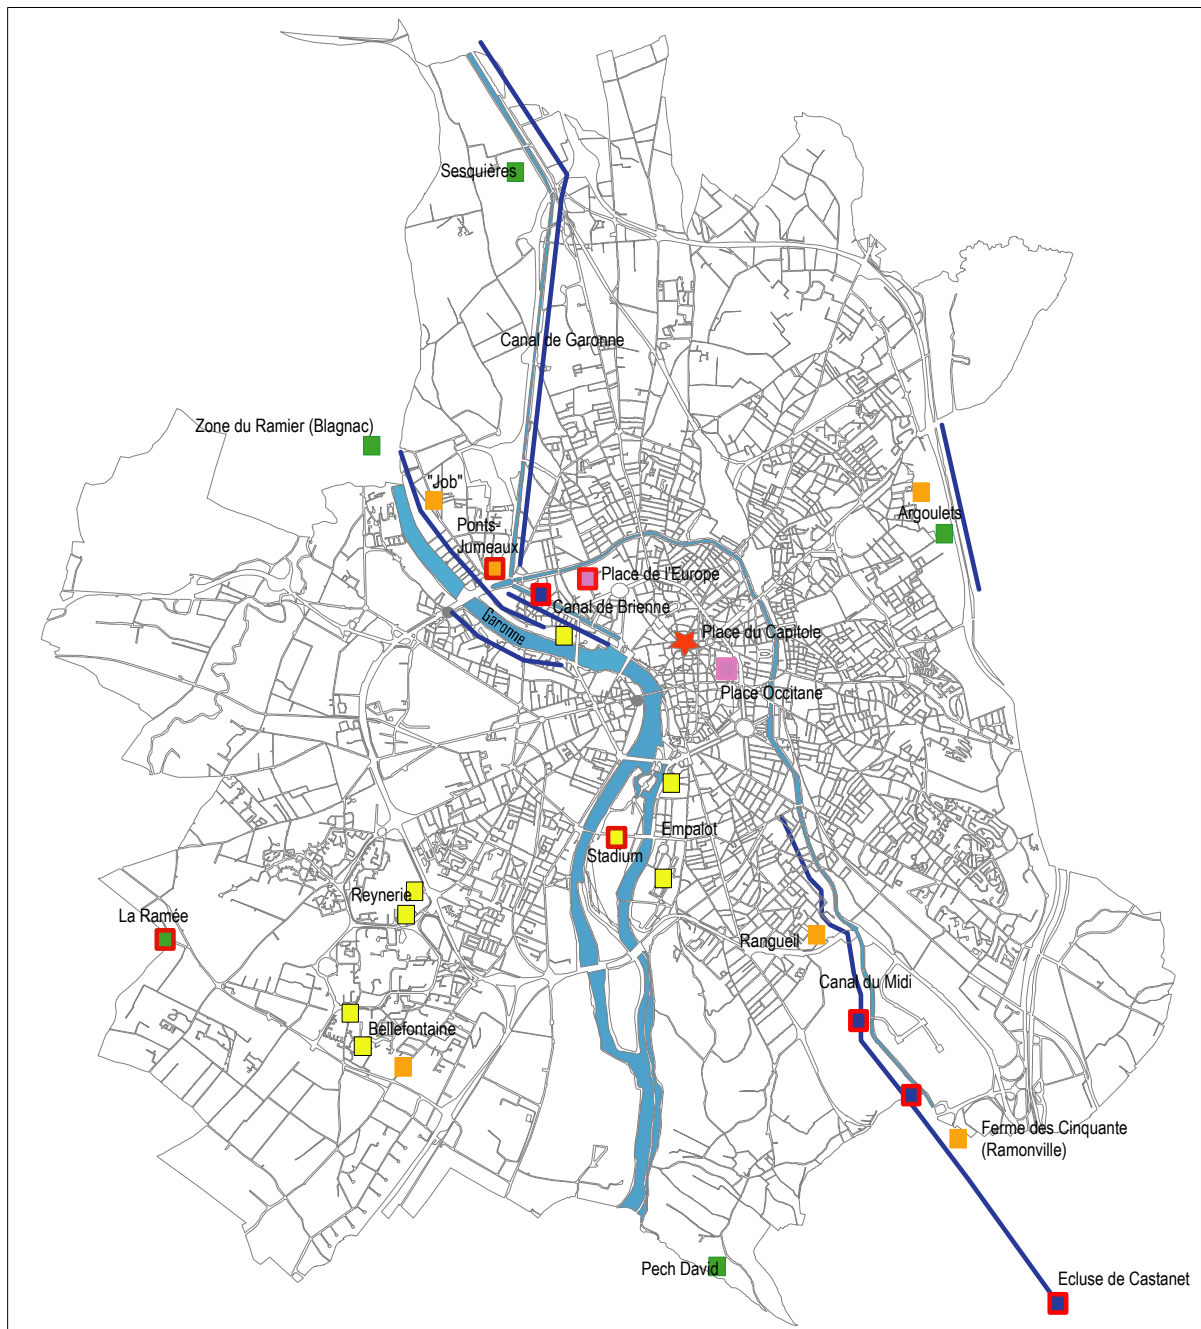 Sesquières
Canal de Garonne
Zone du Ramier (Blagnac)
"Job"
Argoulets
Ponts-
Jumeaux
Place de l'Europe
Canal de Brienne
Garonne
Place du Capitole
Place Occitane
Empalot
Stadium
Reynerie
La Ramée
Rangueil
Canal du Midi
Bellefontaine
Ferme des Cinquante
(Ramonville)
Pech David
Ecluse de Castanet